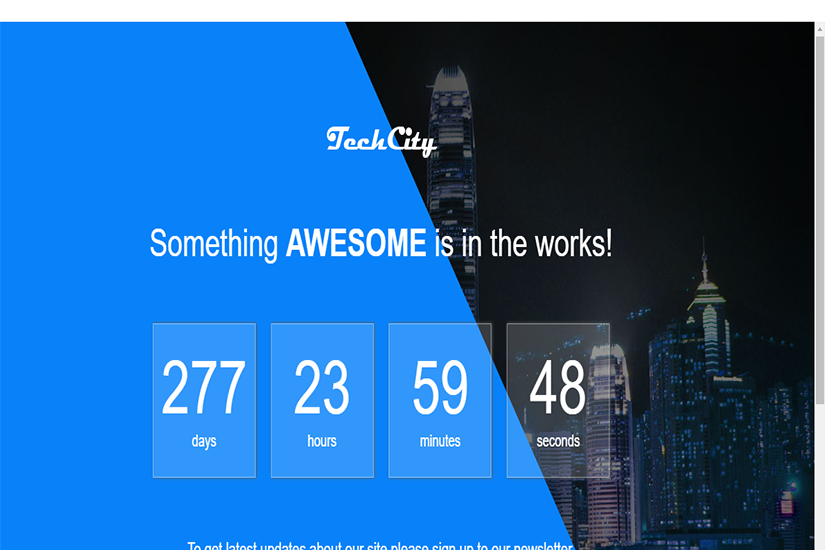 TechCity
Something AWESOME is in the works!
277 23 59 48
days hours minutes seconds
To get latest updates about our site please sign up to our newsletter